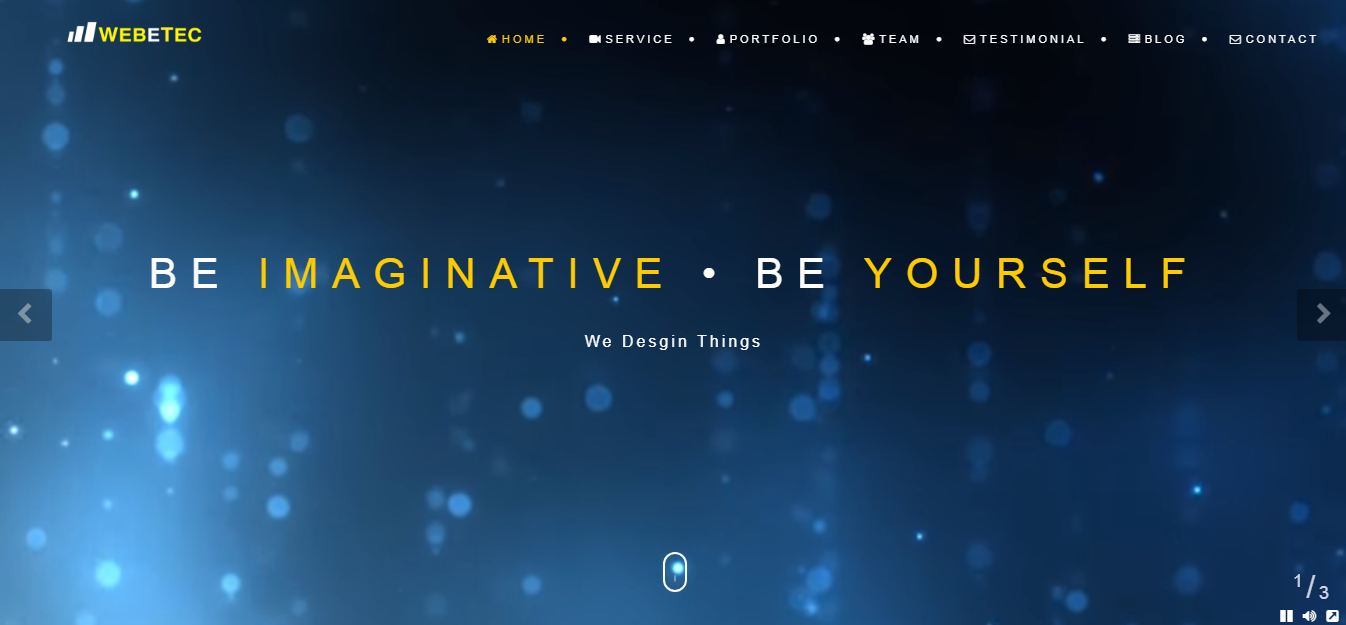 WEBETEC
HOME • SERVICE • PORTFOLIO • TEAM • TESTIMONIAL • BLOG • CONTACT
BE IMAGINATIVE • BE YOURSELF
We Desgin Things
1/3